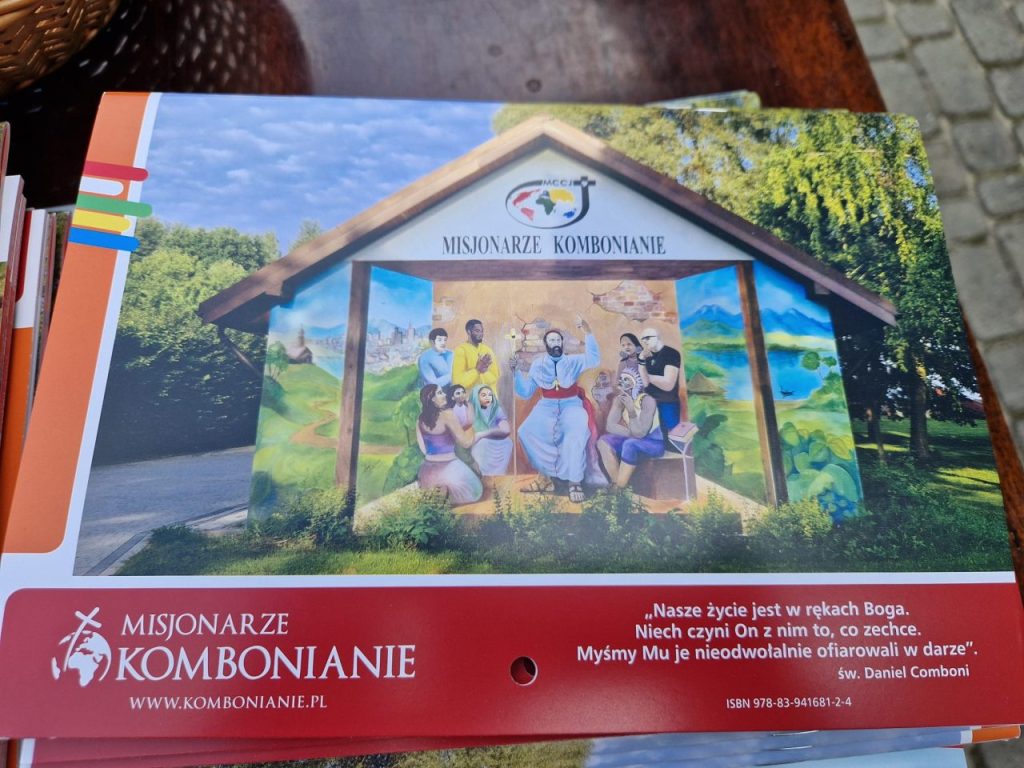 MCCJ
MISJONARZE KOMBONIANIE
MISJONARZE
KOMBONIANIE
WWW.KOMBONIANIE.PL
„Nasze życie jest w rękach Boga.
Niech czyni On z nim to, co zechce.
Myśmy Mu je nieodwołalnie ofiarowali w darze”.
św. Daniel Comboni
ISBN 978-83-941681-2-4